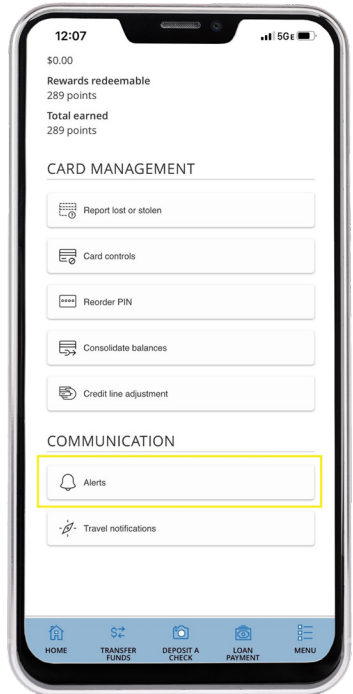 12:07
5GE
$0.00
Rewards redeemable
289 points
Total earned
289 points
CARD MANAGEMENT
Report lost or stolen
Card controls
Reorder PIN
Consolidate balances
Credit line adjustment
COMMUNICATION
Alerts
Travel notifications
HOME
TRANSFER
FUNDS
DEPOSIT A
CHECK
LOAN
PAYMENT
MENU